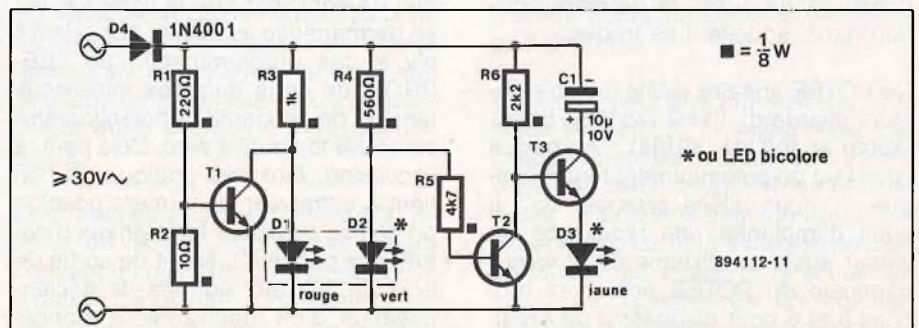 D4
1N4001
R1
220Ω
R3
1k
R4
560Ω
R6
2k2
C1
-
+
10µ
10V
■ = 1/8 W
≥ 30V~
T1
R2
10Ω
D1
D2
*
R5
4k7
T2
T3
D3
*
* ou LED bicolore
894112-11
rouge
vert
jaune